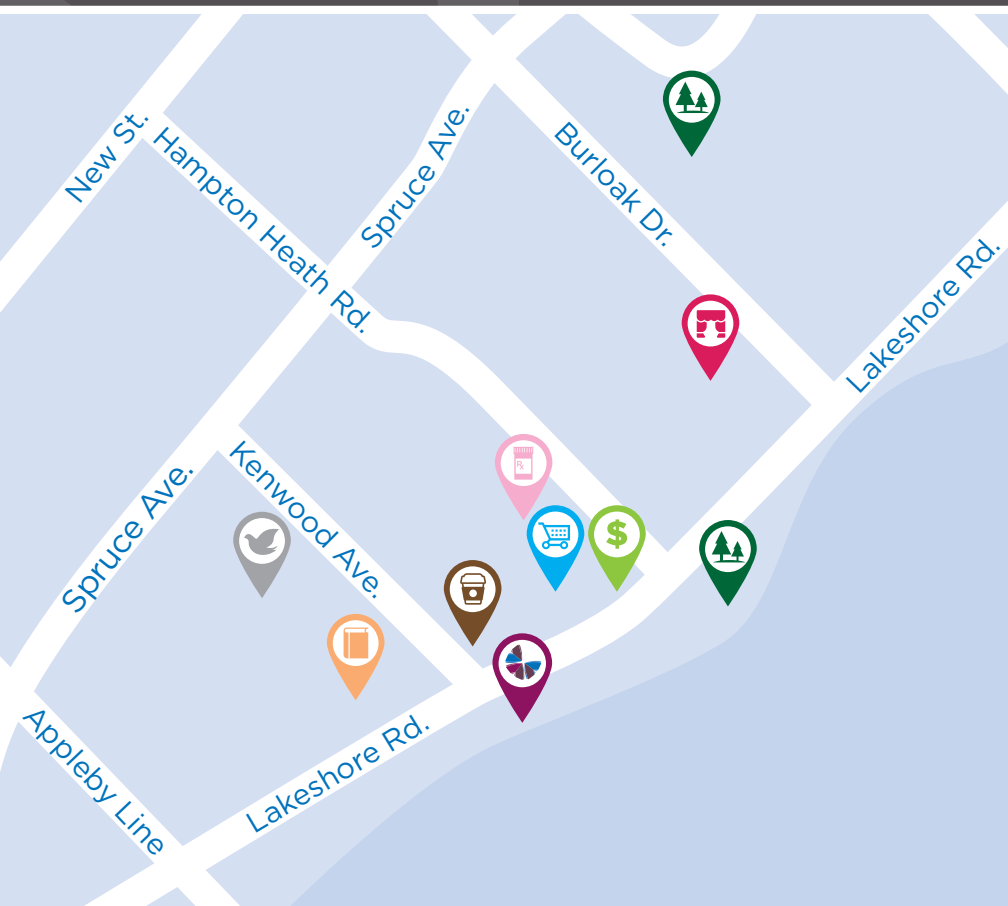 New St.
Hampton Heath Rd.
Spruce Ave.
Burloak Dr.
Lakeshore Rd.
Kenwood Ave.
Spruce Ave.
Rx
$
Appleby Line
Lakeshore Rd.